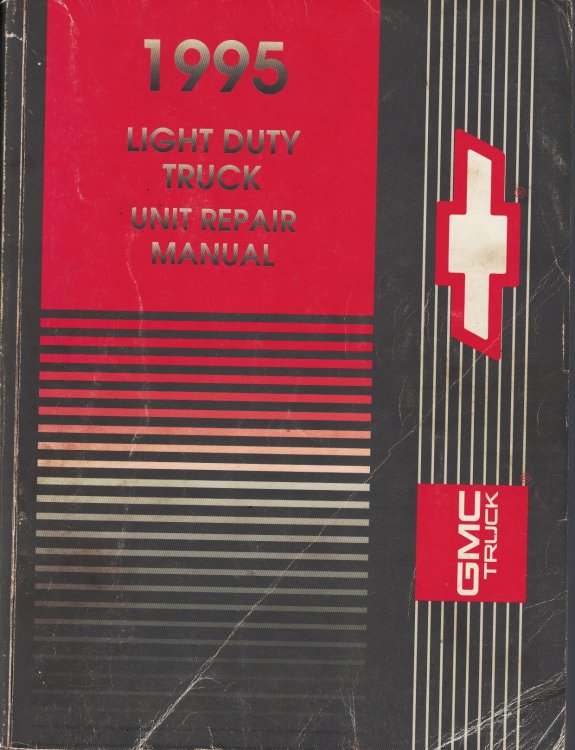 1995
LIGHT DUTY
TRUCK
UNIT REPAIR
MANUAL
®
®
GMC
TRUCK